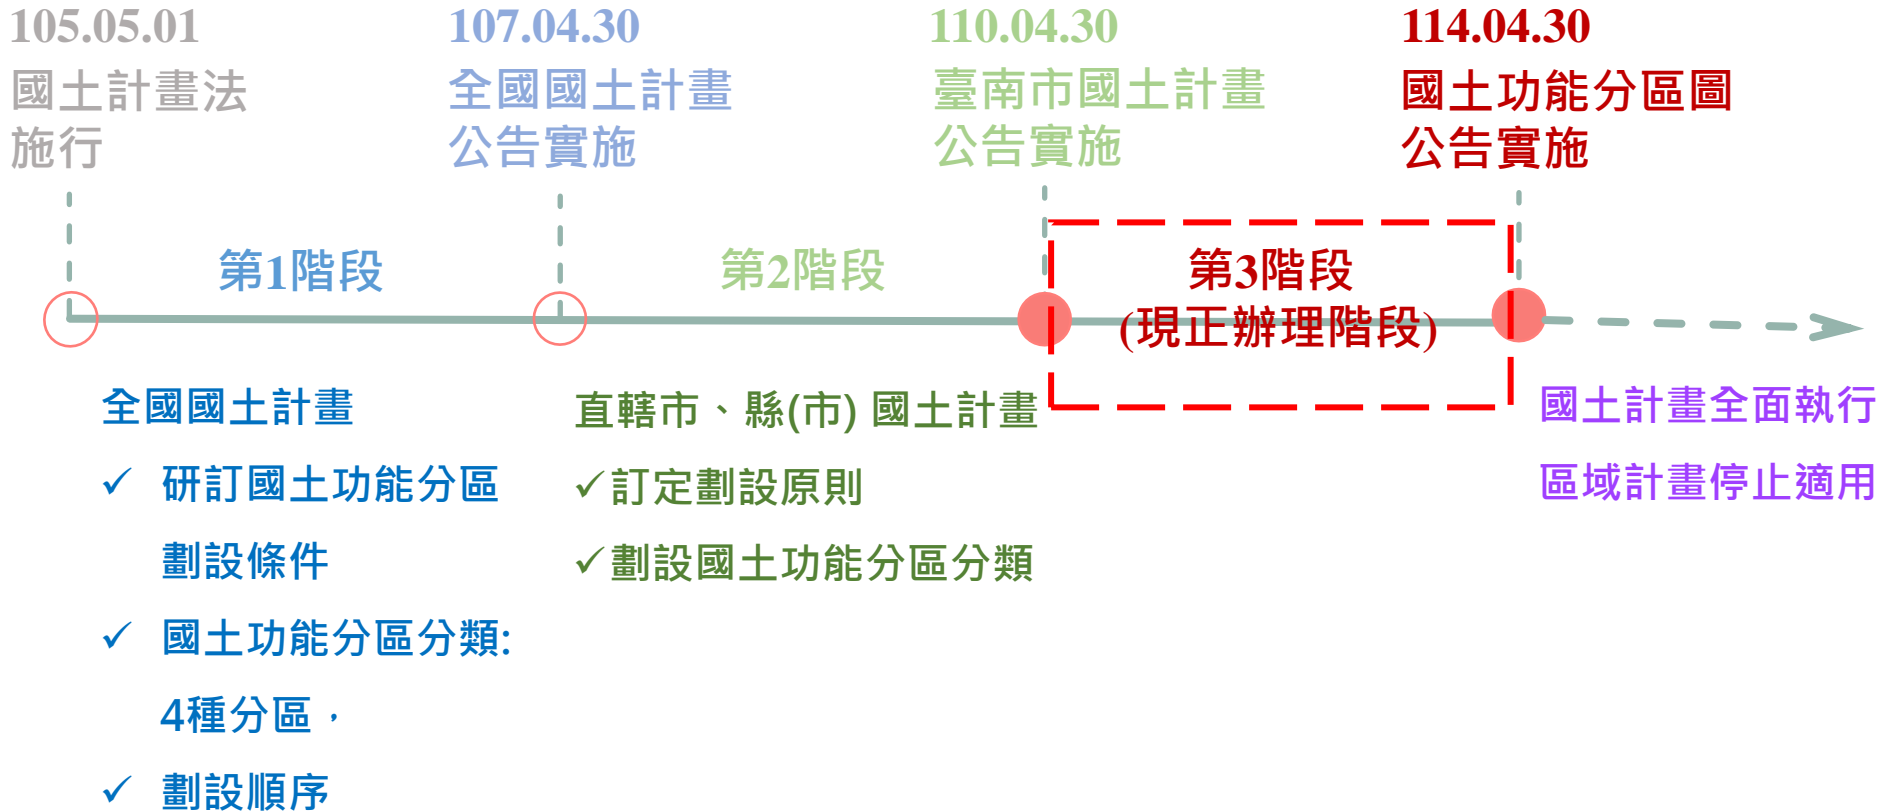 105.05.01
國土計畫法
施行
107.04.30
全國國土計畫
公告實施
110.04.30
臺南市國土計畫
公告實施
114.04.30
國土功能分區圖
公告實施
第1階段
第2階段
第3階段
(現正辦理階段)
全國國土計畫
✓ 研訂國土功能分區
劃設條件
✓ 國土功能分區分類:
4種分區，
✓ 劃設順序
直轄市、縣(市) 國土計畫
✓訂定劃設原則
✓劃設國土功能分區分類
國土計畫全面執行
區域計畫停止適用